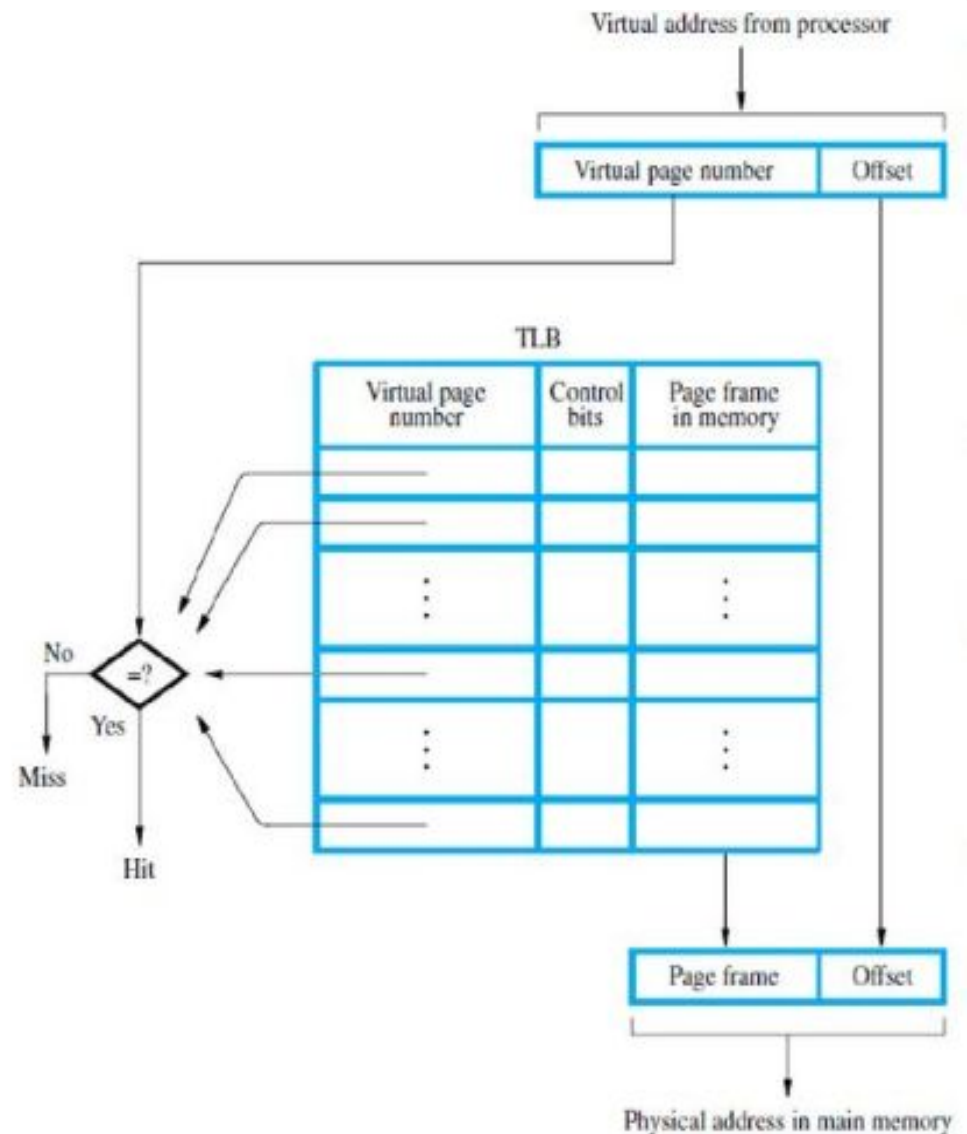 Virtual address from processor
Virtual page number Offset
TLB
Virtual page Control Page frame
number bits in memory
No
=?
Yes
Miss
Hit
Page frame Offset
Physical address in main memory